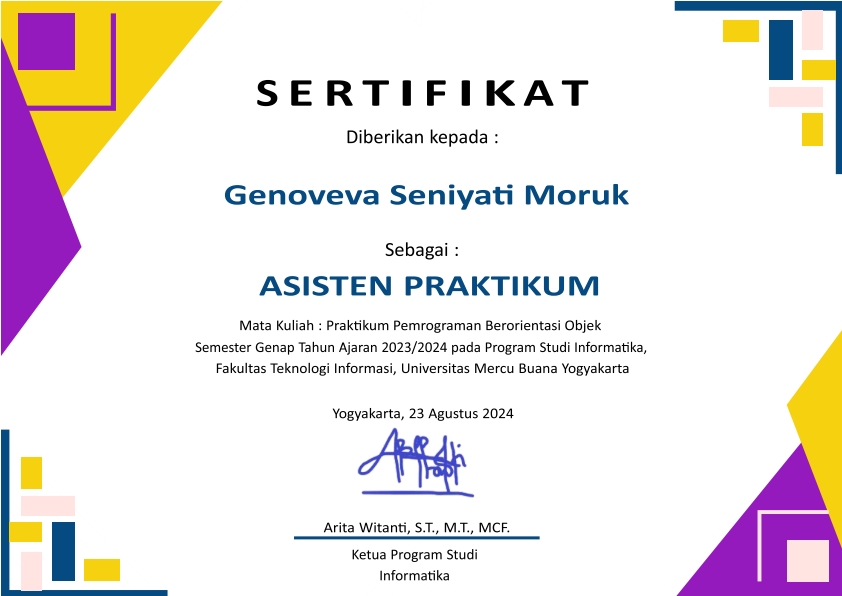 SERTIFIKAT
Diberikan kepada :
Genoveva Seniyati Moruk
Sebagai :
ASISTEN PRAKTIKUM
Mata Kuliah : Praktikum Pemrograman Berorientasi Objek
Semester Genap Tahun Ajaran 2023/2024 pada Program Studi Informatika,
Fakultas Teknologi Informasi, Universitas Mercu Buana Yogyakarta
Yogyakarta, 23 Agustus 2024
Arita Witanti, S.T., M.T., MCF.
Ketua Program Studi
Informatika